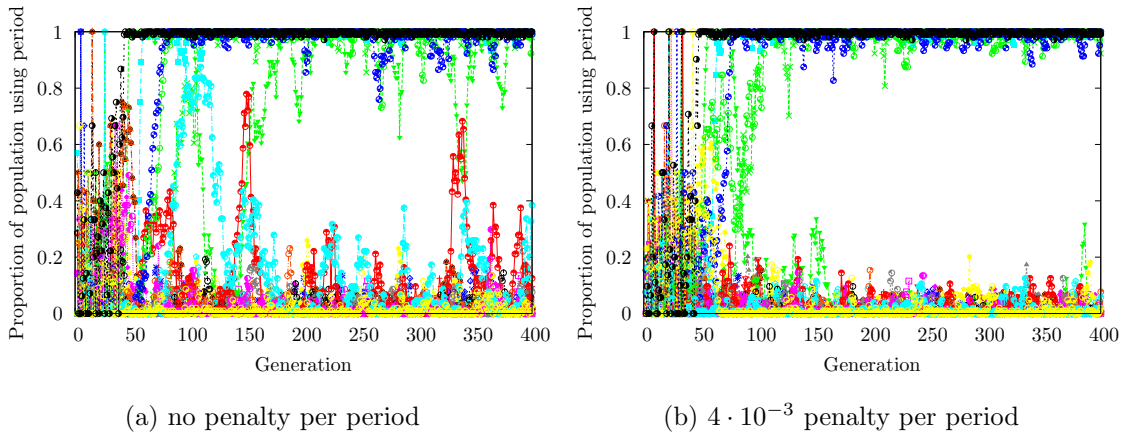 Proportion of population using period
1
0.8
0.6
0.4
0.2
0
0 50 100 150 200 250 300 350 400
Generation
(a) no penalty per period
Proportion of population using period
1
0.8
0.6
0.4
0.2
0
0 50 100 150 200 250 300 350 400
Generation
(b) 4 · 10⁻³ penalty per period